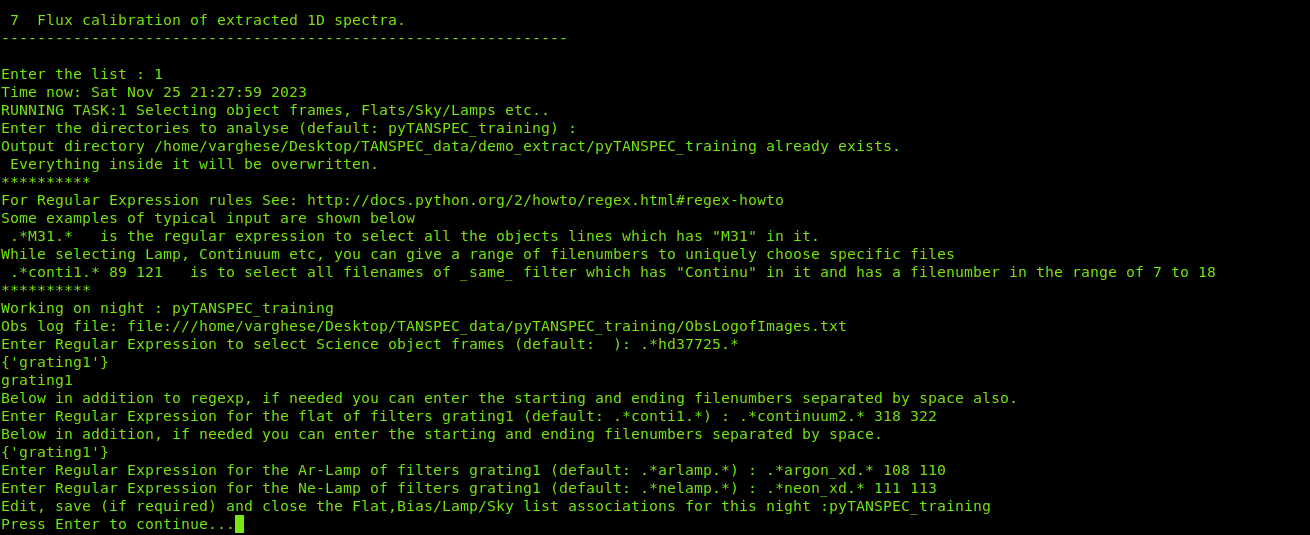 7  Flux calibration of extracted 1D spectra.
---------------------------------------------------------------
Enter the list : 1
Time now: Sat Nov 25 21:27:59 2023
RUNNING TASK:1 Selecting object frames, Flats/Sky/Lamps etc..
Enter the directories to analyse (default: pyTANSPEC_training) :
Output directory /home/varghese/Desktop/TANSPEC_data/demo_extract/pyTANSPEC_training already exists.
 Everything inside it will be overwritten.
**********
For Regular Expression rules See: http://docs.python.org/2/howto/regex.html#regex-howto
Some examples of typical input are shown below
 .*M31.*   is the regular expression to select all the objects lines which has "M31" in it.
While selecting Lamp, Continuum etc, you can give a range of filenumbers to uniquely choose specific files
 .*conti1.* 89 121   is to select all filenames of _same_ filter which has "Continu" in it and has a filenumber in the range of 7 to 18
**********
Working on night : pyTANSPEC_training
Obs log file: file:///home/varghese/Desktop/TANSPEC_data/pyTANSPEC_training/ObsLogofImages.txt
Enter Regular Expression to select Science object frames (default:  ): .*hd37725.*
{'grating1'}
grating1
Below in addition to regexp, if needed you can enter the starting and ending filenumbers separated by space also.
Enter Regular Expression for the flat of filters grating1 (default: .*conti1.*) : .*continuum2.* 318 322
Below in addition, if needed you can enter the starting and ending filenumbers separated by space.
{'grating1'}
Enter Regular Expression for the Ar-Lamp of filters grating1 (default: .*arlamp.*) : .*argon_xd.* 108 110
Enter Regular Expression for the Ne-Lamp of filters grating1 (default: .*nelamp.*) : .*neon_xd.* 111 113
Edit, save (if required) and close the Flat,Bias/Lamp/Sky list associations for this night :pyTANSPEC_training
Press Enter to continue...